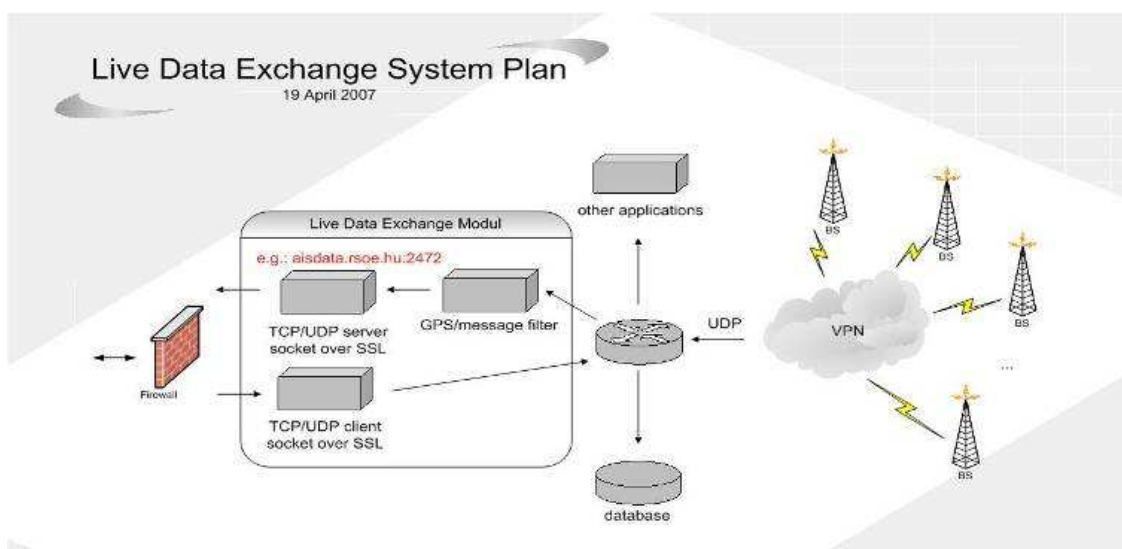 Live Data Exchange System Plan
19 April 2007
other applications
Live Data Exchange Modul
e.g.: aisdata.rsoe.hu:2472
TCP/UDP server
socket over SSL
GPS/message filter
UDP
VPN
BS
BS
BS
...
BS
Firewall
TCP/UDP client
socket over SSL
database